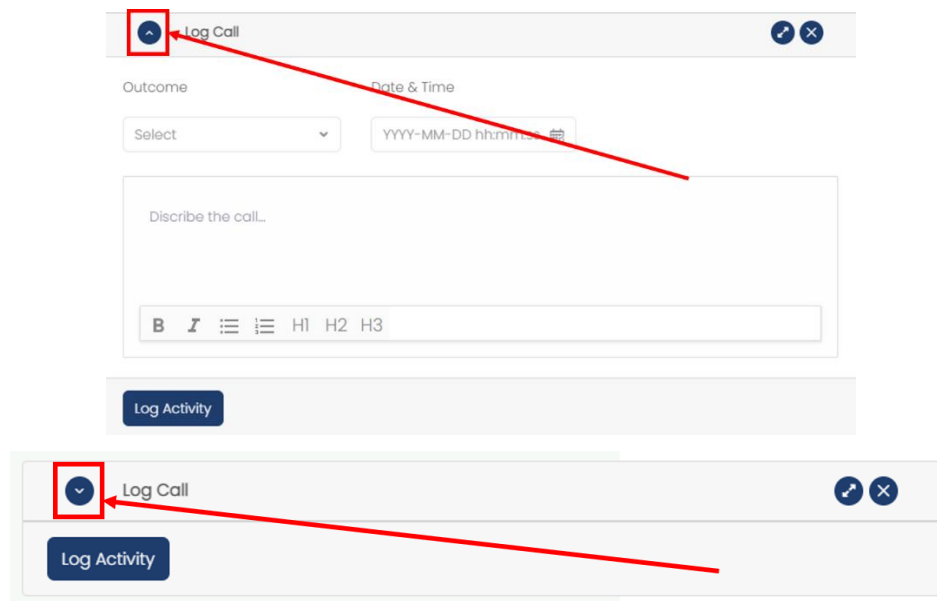 Log Call
Outcome Date & Time
Select YYYY-MM-DD hh:mm:ss
Discribe the call...
B I H1 H2 H3
Log Activity
Log Call
Log Activity